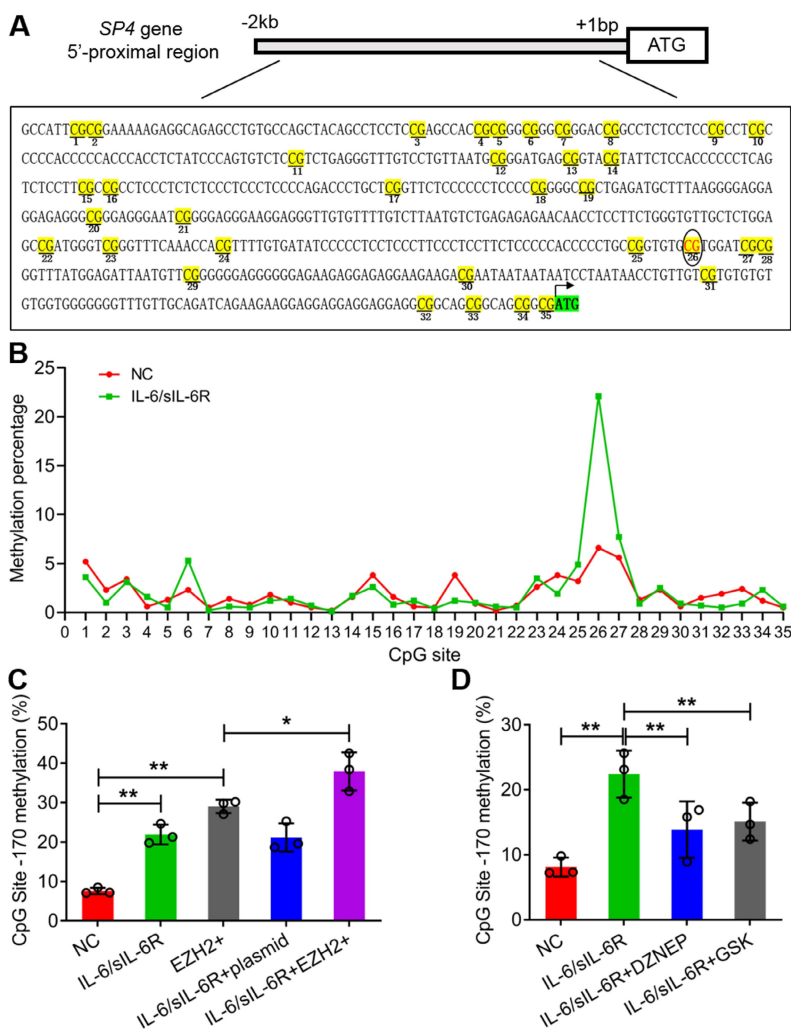 A
SP4 gene
5'-proximal region
-2kb
+1bp
ATG
GCCATTCGCGGAAAAAGAGGCAGAGCCTGTGCCAGCTACAGCCTCCTCCGAGCCACCGCGGGCGGGCGGGACCGGCCTCTCCTCCCGCCTCGC
1 2 3 4 5 6 7 8 9 10
CCCCACCCCCACCCACCTCTATCCCAGTGTCTCCGTCTGAGGGTTTGTCCTGTTAATGCGGGATGAGCGGTACGTATTCTCCACCCCCCTCAG
11 12 13 14
TCTCCTTCGCCGCCTCCCTCTCTCCCTCCCTCCCCAGACCCTGCTCGGTTCTCCCCCCTCCCCCGGGGCCGCTGAGATGCTTTAAGGGGAGGA
15 16 17 18 19
GGAGAGGGCGGGAGGGAATCGGGGAGGGAAGGAGGGTTGTGTTTTGTCTTAATGTCTGAGAGAGAACAACCTCCTTCTGGGTGTTGCTCTGGA
20 21
GCCGATGGGTCGGGTTTCAAACCACGTTTTGTGATATCCCCCTCCTCCCTTCCCTCCTTCTCCCCCACCCCCTGCCGGTGTGCGTGGATCGCG
22 23 24 25 26 27 28
GGTTTATGGAGATTAATGTTCGGGGGGAGGGGGGAGAAGAGGAGAGGAAGAAGACGAATAATAATAATCCTAATAACCTGTTGTCGTGTGTGT
29 30 31
GTGGTGGGGGGGTTTGTTGCAGATCAGAAGAAGGAGGAGGAGGAGGCGGCAGCGGCAGCGGCGATG
32 33 34 35
B
NC
IL-6/sIL-6R
Methylation percentage
25
20
15
10
5
0
0 1 2 3 4 5 6 7 8 9 10 11 12 13 14 15 16 17 18 19 20 21 22 23 24 25 26 27 28 29 30 31 32 33 34 35
CpG site
C
CpG Site -170 methylation (%)
50
40
30
20
10
0
*
**
**
NC
IL-6/sIL-6R
EZH2+
IL-6/sIL-6R+plasmid
IL-6/sIL-6R+EZH2+
D
CpG Site -170 methylation (%)
30
20
10
0
**
** **
NC
IL-6/sIL-6R
IL-6/sIL-6R+DZNEP
IL-6/sIL-6R+GSK